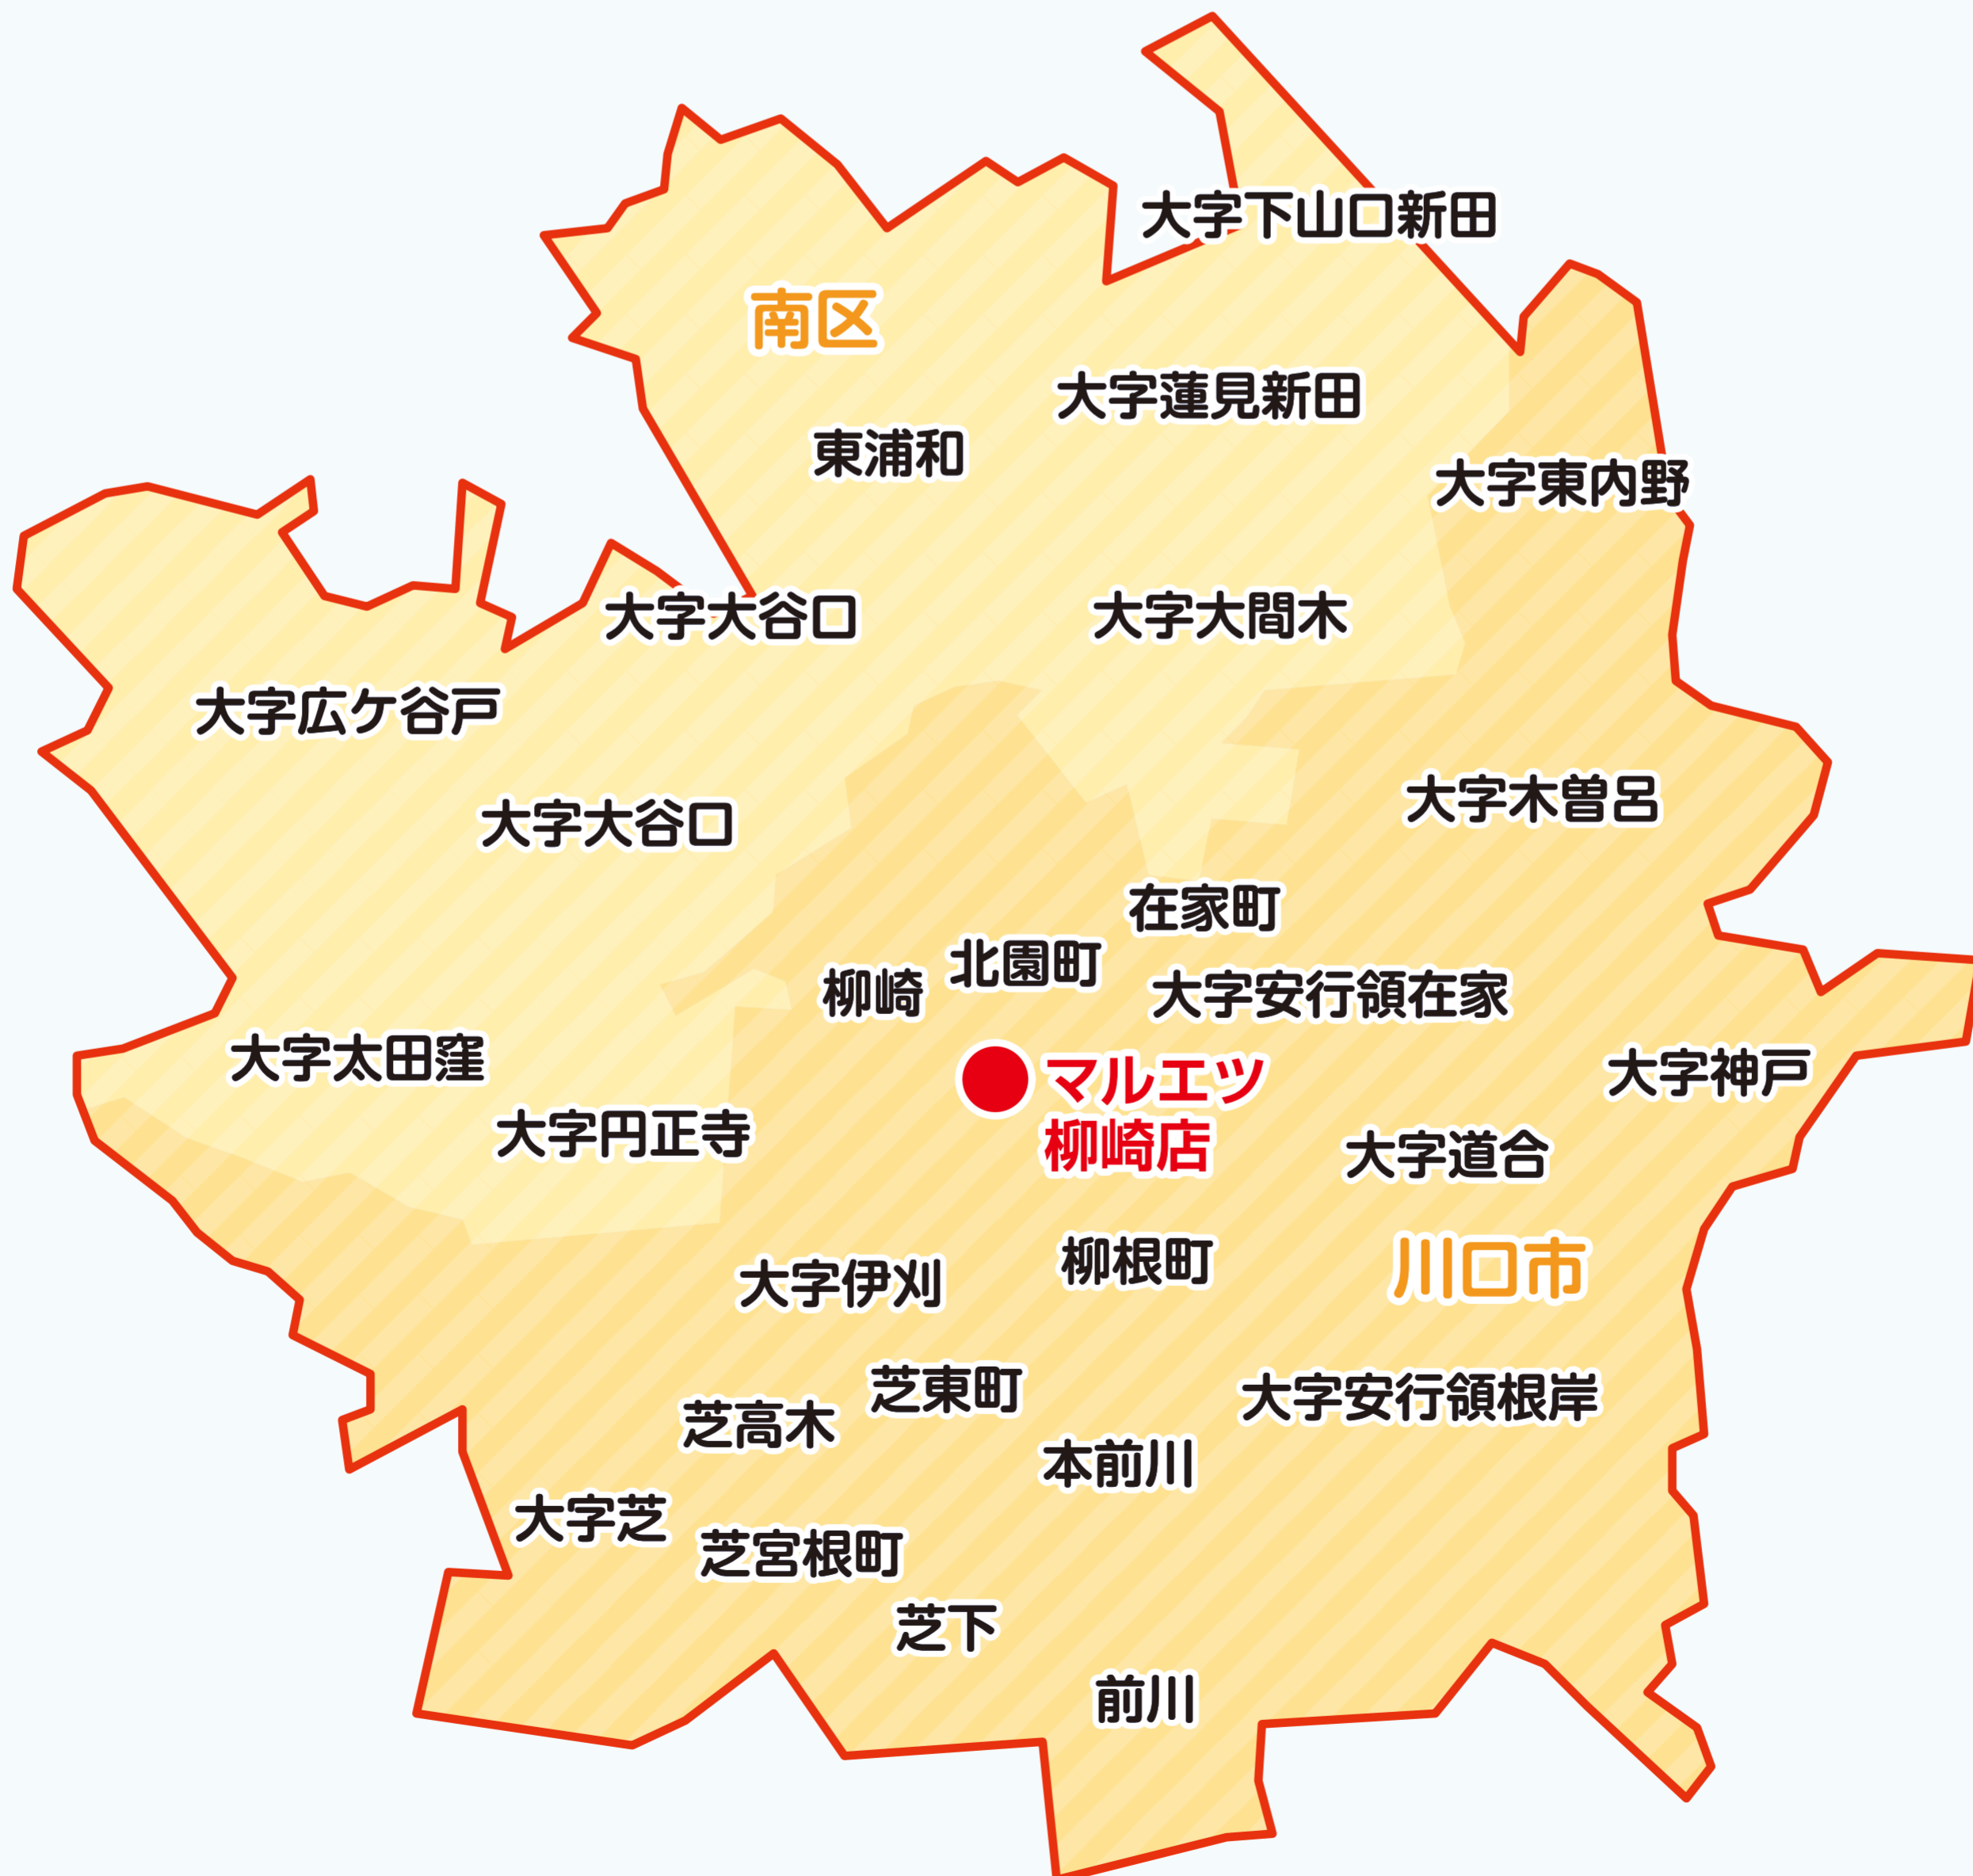 大字下山口新田
南区
大字蓮見新田
東浦和
大字東内野
大字大谷口
大字大間木
大字広ケ谷戸
大字大谷口
大字木曽呂
在家町
北園町
柳崎
大字安行領在家
大字太田窪
大字神戸
マルエツ
柳崎店
大字円正寺
大字道合
柳根町
川口市
大字伊刈
芝東町
大字安行領根岸
芝高木
本前川
大字芝
芝宮根町
芝下
前川